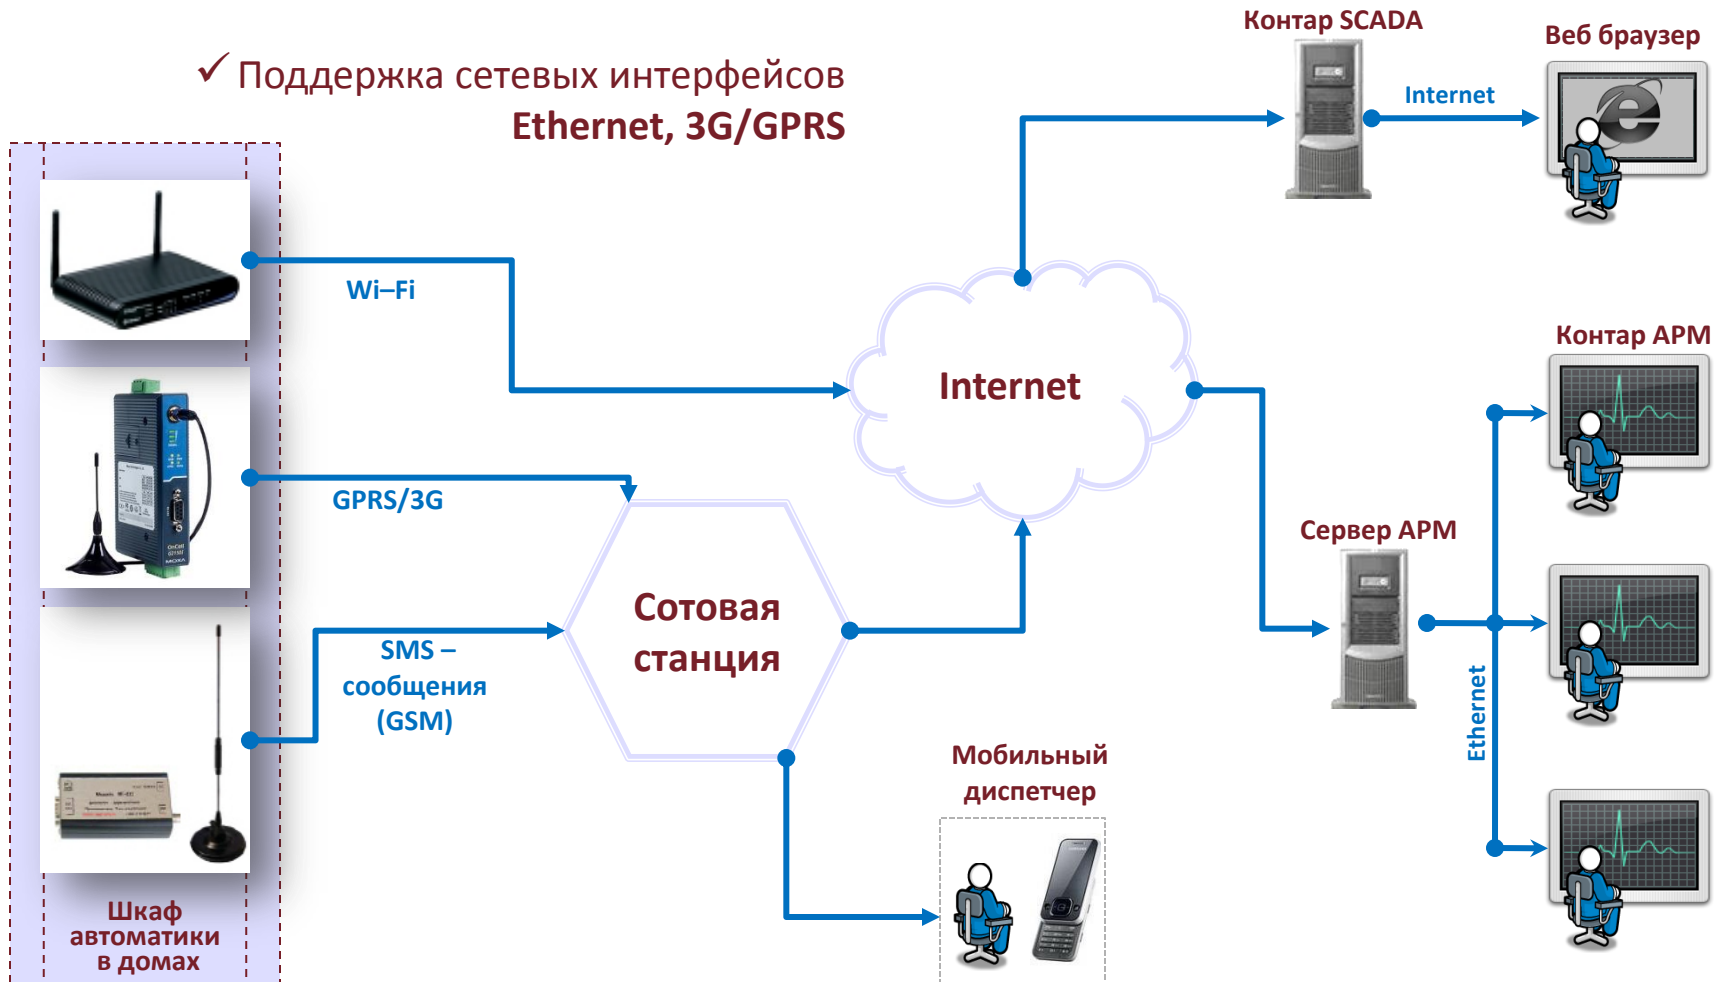 Контар SCADA
Веб браузер
✓ Поддержка сетевых интерфейсов
Ethernet, 3G/GPRS
Internet
Wi–Fi
Контар АРМ
Internet
GPRS/3G
MOXA
Сервер АРМ
Сотовая
станция
SMS –
сообщения
(GSM)
Ethernet
Мобильный
диспетчер
Шкаф
автоматики
в домах